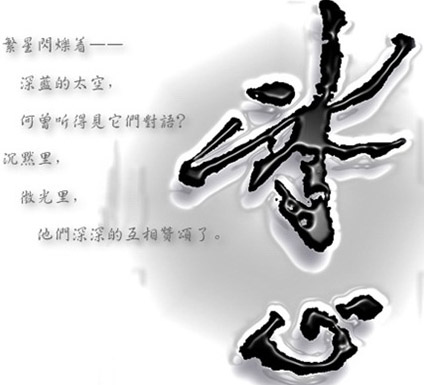 繁星閃爍着——
深藍的太空，
何曾听得見它們對語？
沉默里，
微光里，
他們深深的互相贊頌了。
冰心